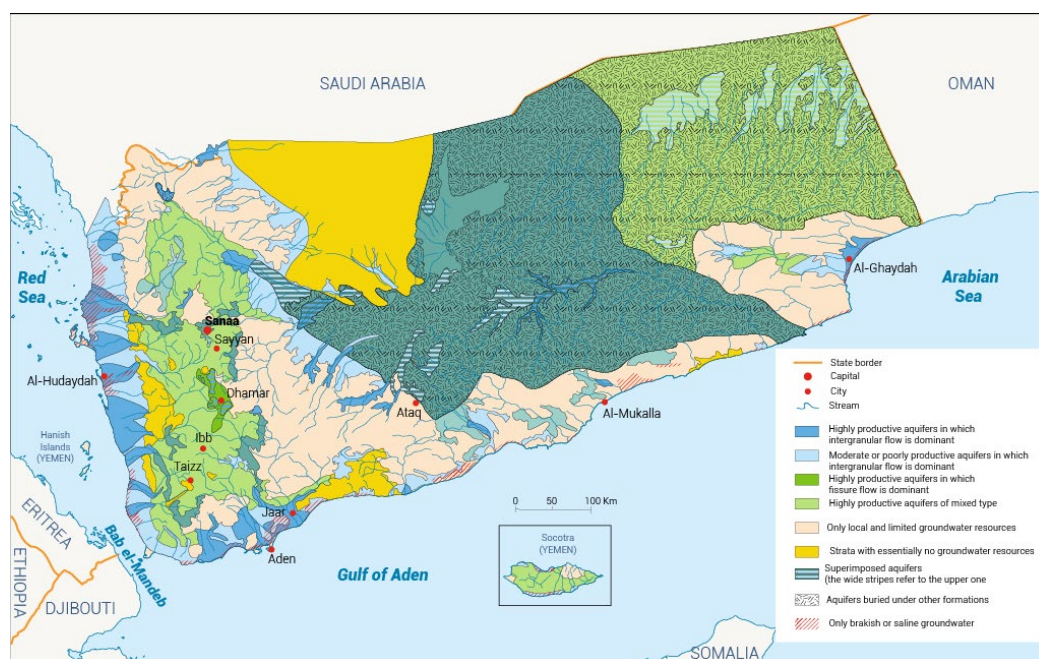 SAUDI ARABIA
OMAN
Red
Sea
Al-Ghaydah
Arabian
Sea
Sanaa
Sayyan
Al-Hudaydah
Dhamar
Ataq
Al-Mukalla
Hanish
Islands
(YEMEN)
Ibb
Taizz
Jaar
Aden
ERITREA
ETHIOPIA
DJIBOUTI
Bab el-Mandeb
Gulf of Aden
0 50 100 Km
Socotra
(YEMEN)
SOMALIA
State border
Capital
City
Stream
Highly productive aquifers in which
intergranular flow is dominant
Moderate or poorly productive aquifers in which
intergranular flow is dominant
Highly productive aquifers in which
fissure flow is dominant
Highly productive aquifers of mixed type
Only local and limited groundwater resources
Strata with essentially no groundwater resources
Superimposed aquifers
(the wide stripes refer to the upper one
Aquifers buried under other formations
Only brakish or saline groundwater